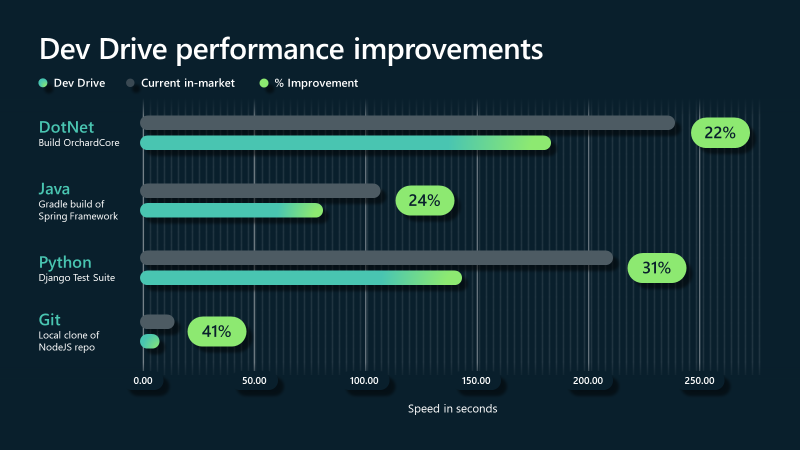 Dev Drive performance improvements
Dev Drive
Current in-market
% Improvement
DotNet
Build OrchardCore
22%
Java
Gradle build of
Spring Framework
24%
Python
Django Test Suite
31%
Git
Local clone of
NodeJS repo
41%
0.00 50.00 100.00 150.00 200.00 250.00
Speed in seconds